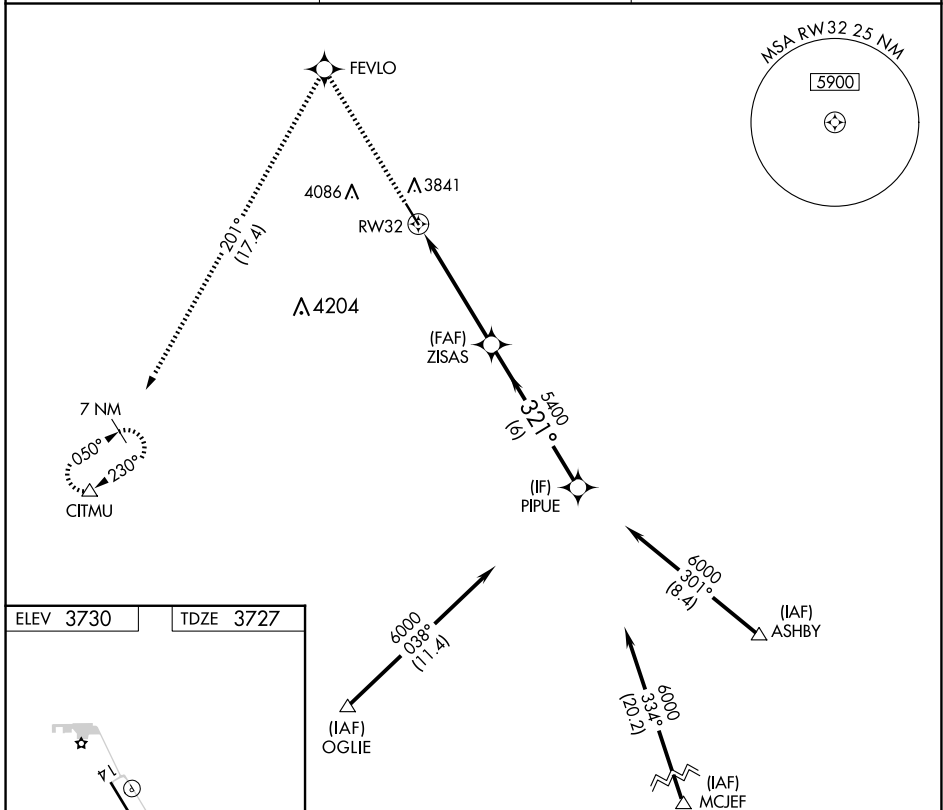 MSA RW32 25 NM
5900
FEVLO
4086
3841
RW32
201°
(17.4)
4204
(FAF)
ZISAS
7 NM
050°
230°
CITMU
5400
321°
(6)
(IF)
PIPUE
6000
301°
(8.4)
(IAF)
ASHBY
6000
038°
(11.4)
(IAF)
OGLIE
6000
334°
(20.2)
(IAF)
MCJEF
ELEV 3730
TDZE 3727
14
P